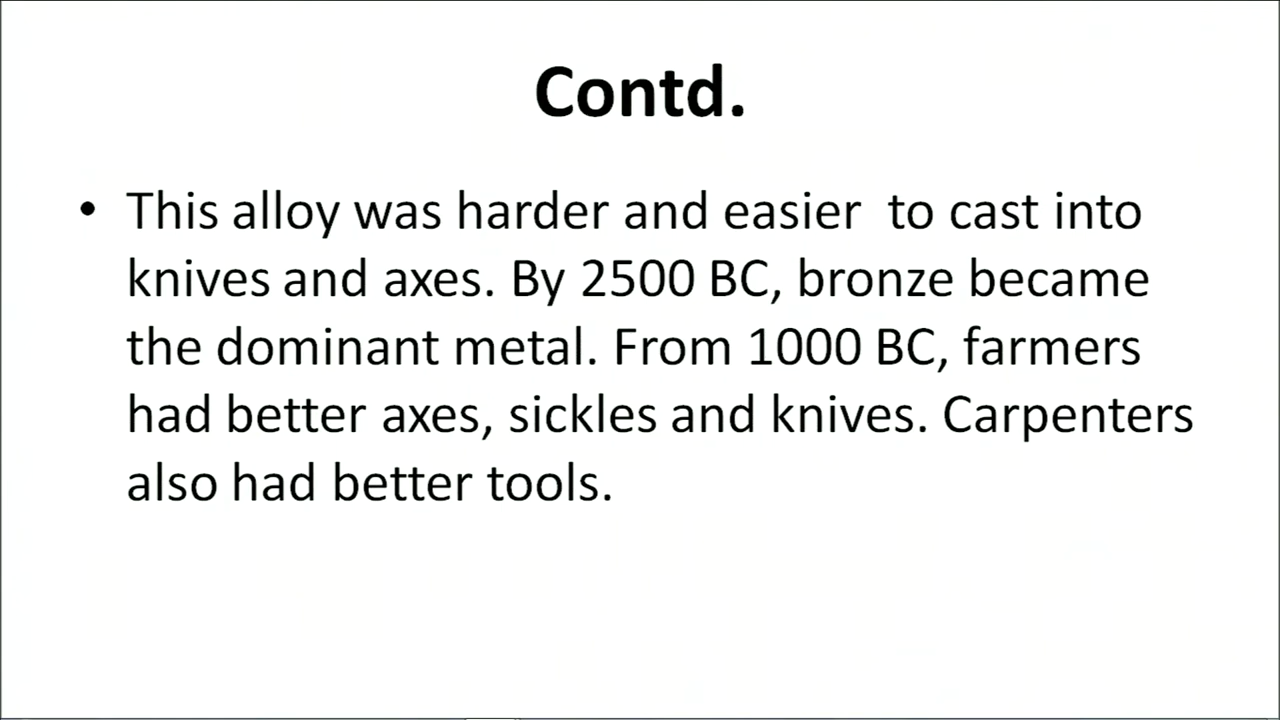 Contd.
• This alloy was harder and easier  to cast into
knives and axes. By 2500 BC, bronze became
the dominant metal. From 1000 BC, farmers
had better axes, sickles and knives. Carpenters
also had better tools.